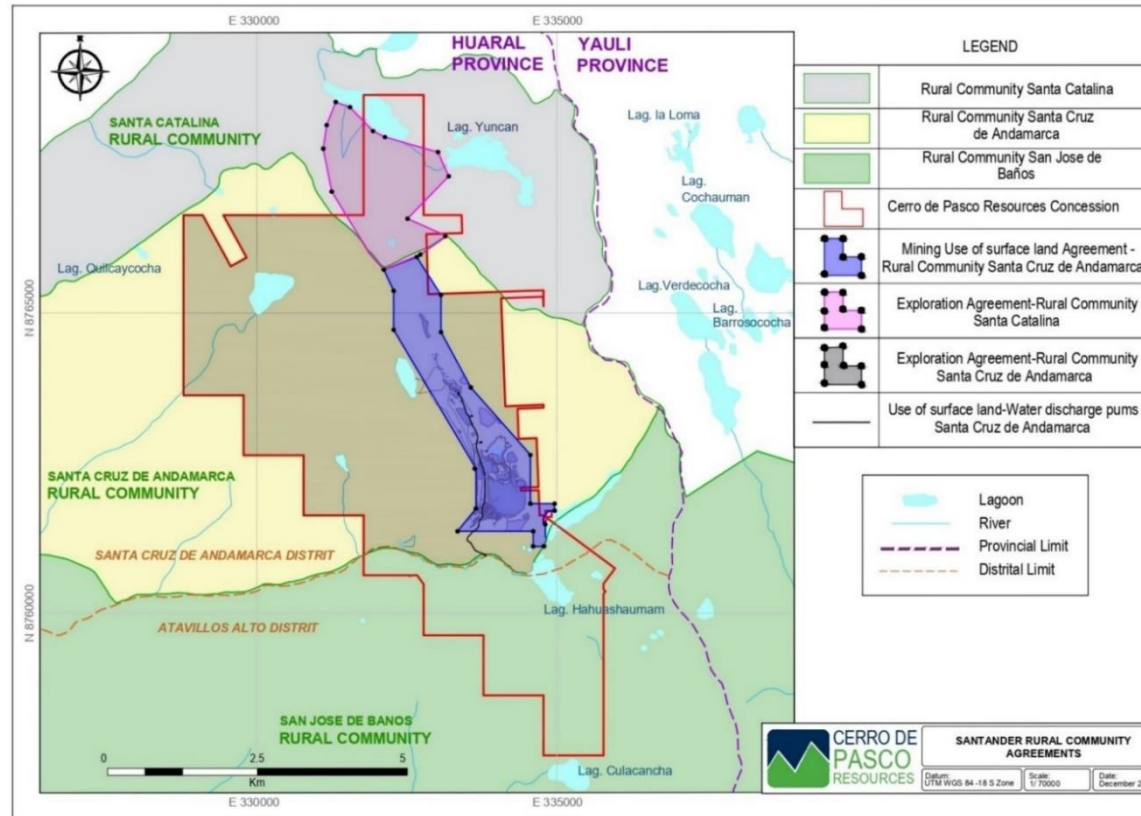 E 330000
E 335000
HUARAL
PROVINCE
YAULI
PROVINCE
SANTA CATALINA
RURAL COMMUNITY
Lag. Yuncan
Lag. la Loma
Lag.
Cochauman
Lag. Quilcaycocha
Lag.Verdecocha
Lag.
Barrosococha
N 8765000
SANTA CRUZ DE ANDAMARCA
RURAL COMMUNITY
SANTA CRUZ DE ANDAMARCA DISTRIT
Lag. Hahuashaumam
N 8760000
ATAVILLOS ALTO DISTRIT
SAN JOSE DE BANOS
RURAL COMMUNITY
0
2.5
5
Km
Lag. Culacancha
E 330000
E 335000
LEGEND
Rural Community Santa Catalina
Rural Community Santa Cruz
de Andamarca
Rural Community San Jose de
Baños
Cerro de Pasco Resources Concession
Mining Use of surface land Agreement -
Rural Community Santa Cruz de Andamarca
Exploration Agreement-Rural Community
Santa Catalina
Exploration Agreement-Rural Community
Santa Cruz de Andamarca
Use of surface land-Water discharge pums
Santa Cruz de Andamarca
Lagoon
River
Provincial Limit
Distrital Limit
CERRO DE
PASCO
RESOURCES
SANTANDER RURAL COMMUNITY
AGREEMENTS
Datum:
UTM WGS 84 -18 S Zone
Scale:
1/ 70000
Date:
December 2